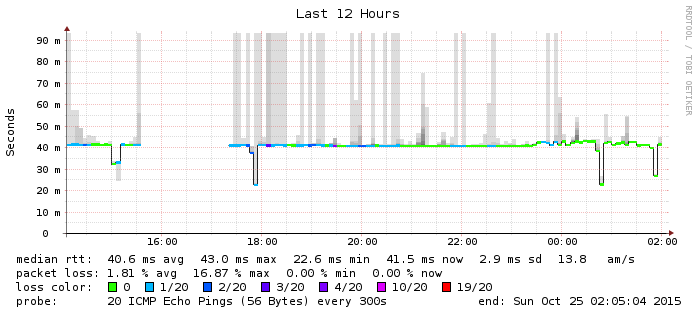 Last 12 Hours
RRDTOOL / TOBI OETIKER
Seconds
90 m
80 m
70 m
60 m
50 m
40 m
30 m
20 m
10 m
0
16:00 18:00 20:00 22:00 00:00 02:00
median rtt: 40.6 ms avg 43.0 ms max 22.6 ms min 41.5 ms now 2.9 ms sd 13.8 am/s
packet loss: 1.81 % avg 16.87 % max 0.00 % min 0.00 % now
loss color: 0 1/20 2/20 3/20 4/20 10/20 19/20
probe: 20 ICMP Echo Pings (56 Bytes) every 300s end: Sun Oct 25 02:05:04 2015